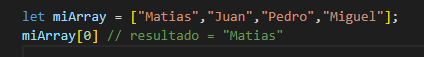 let miArray = ["Matias","Juan","Pedro","Miguel"];
miArray[0] // resultado = "Matias"